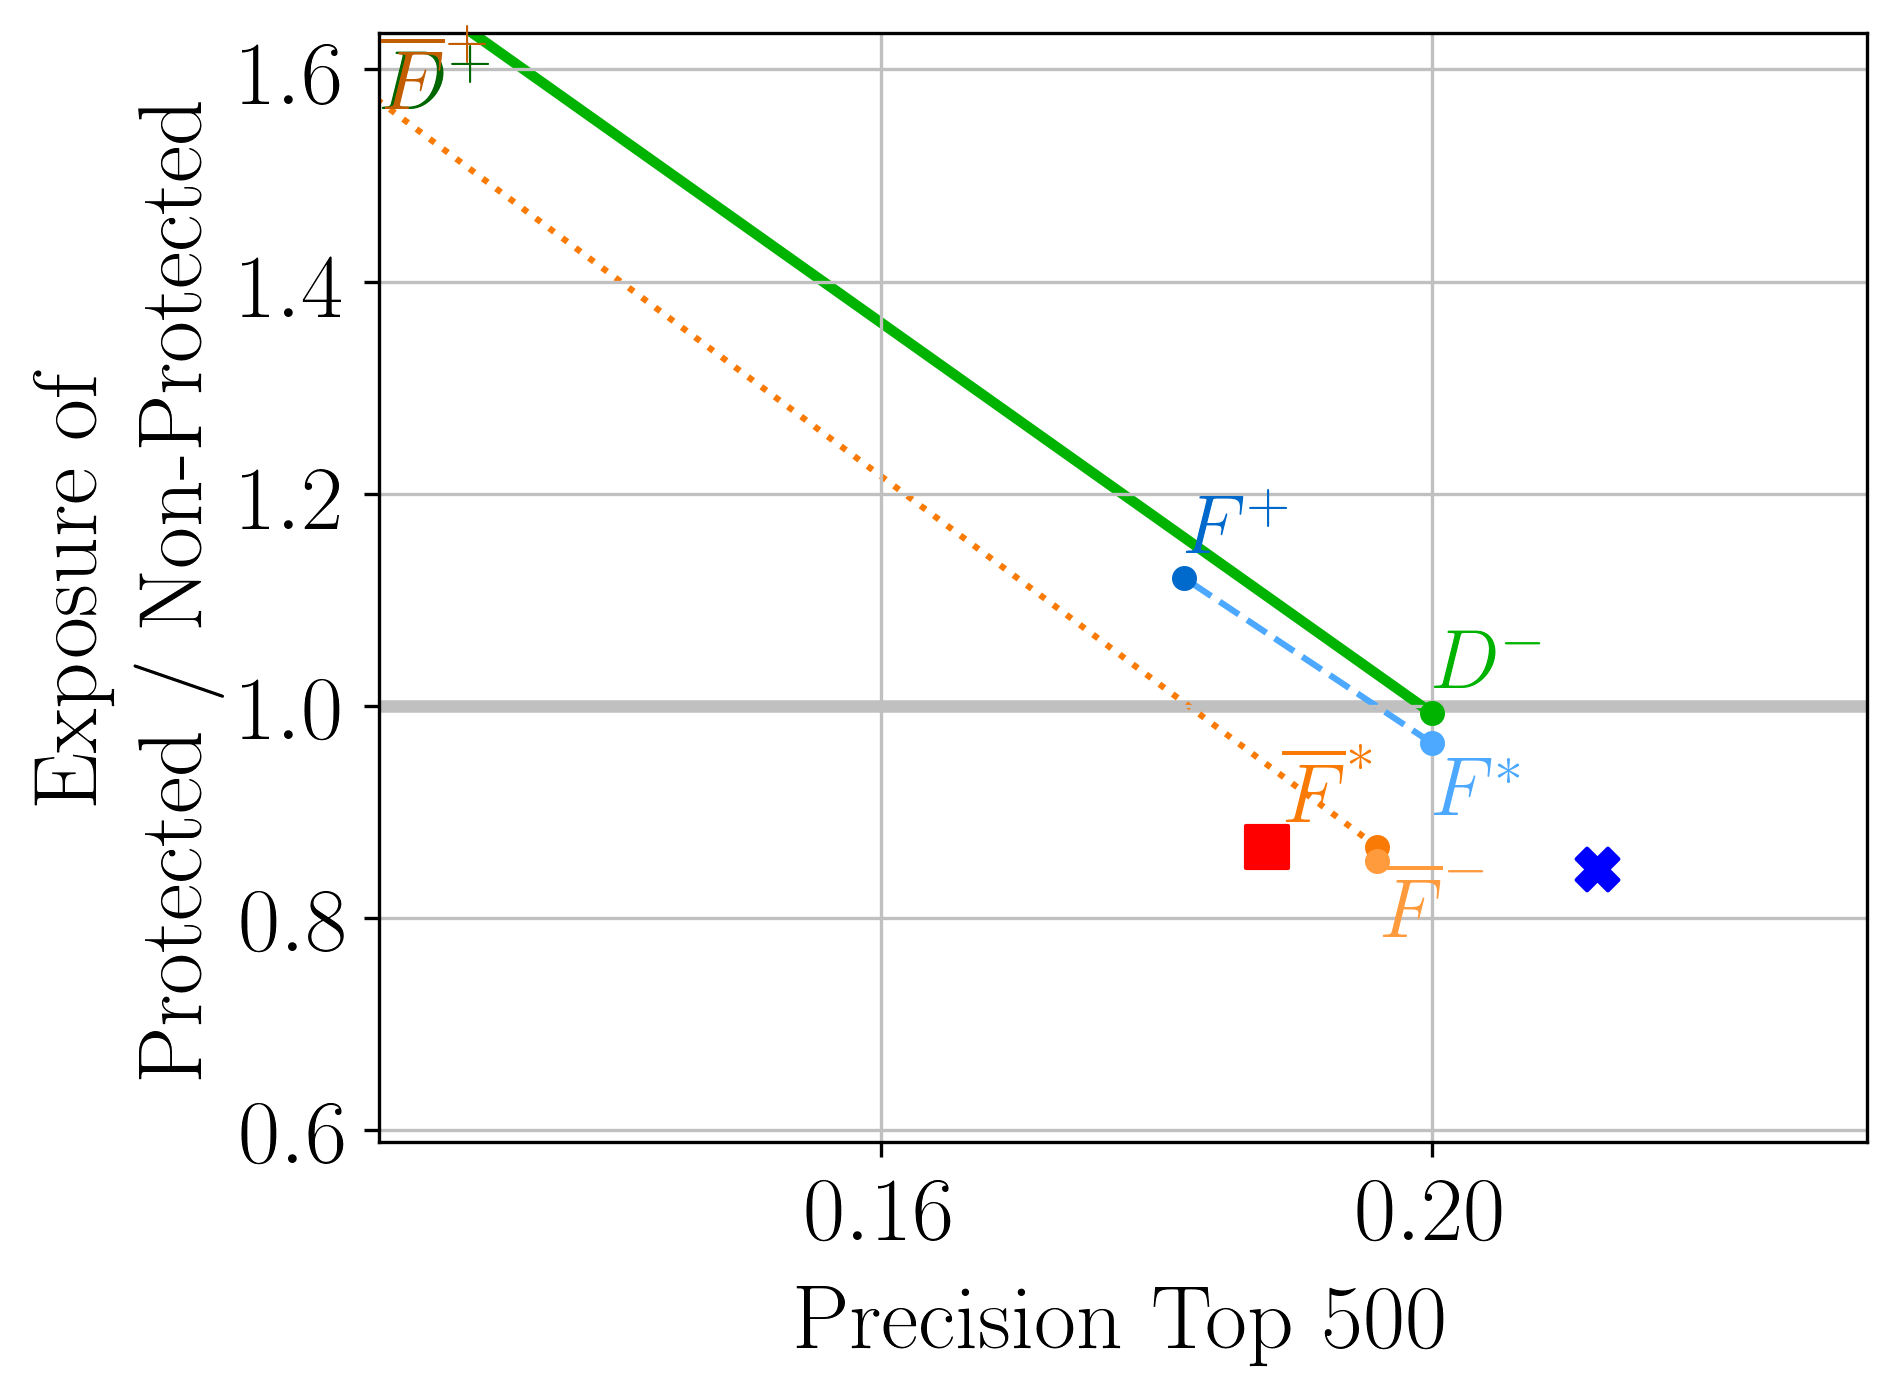 Exposure of
Protected / Non-Protected
1.6
1.4
1.2
1.0
0.8
0.6
D⁺
F̅⁺
F⁺
D⁻
F̅*
F*
F̅⁻
0.16
0.20
Precision Top 500